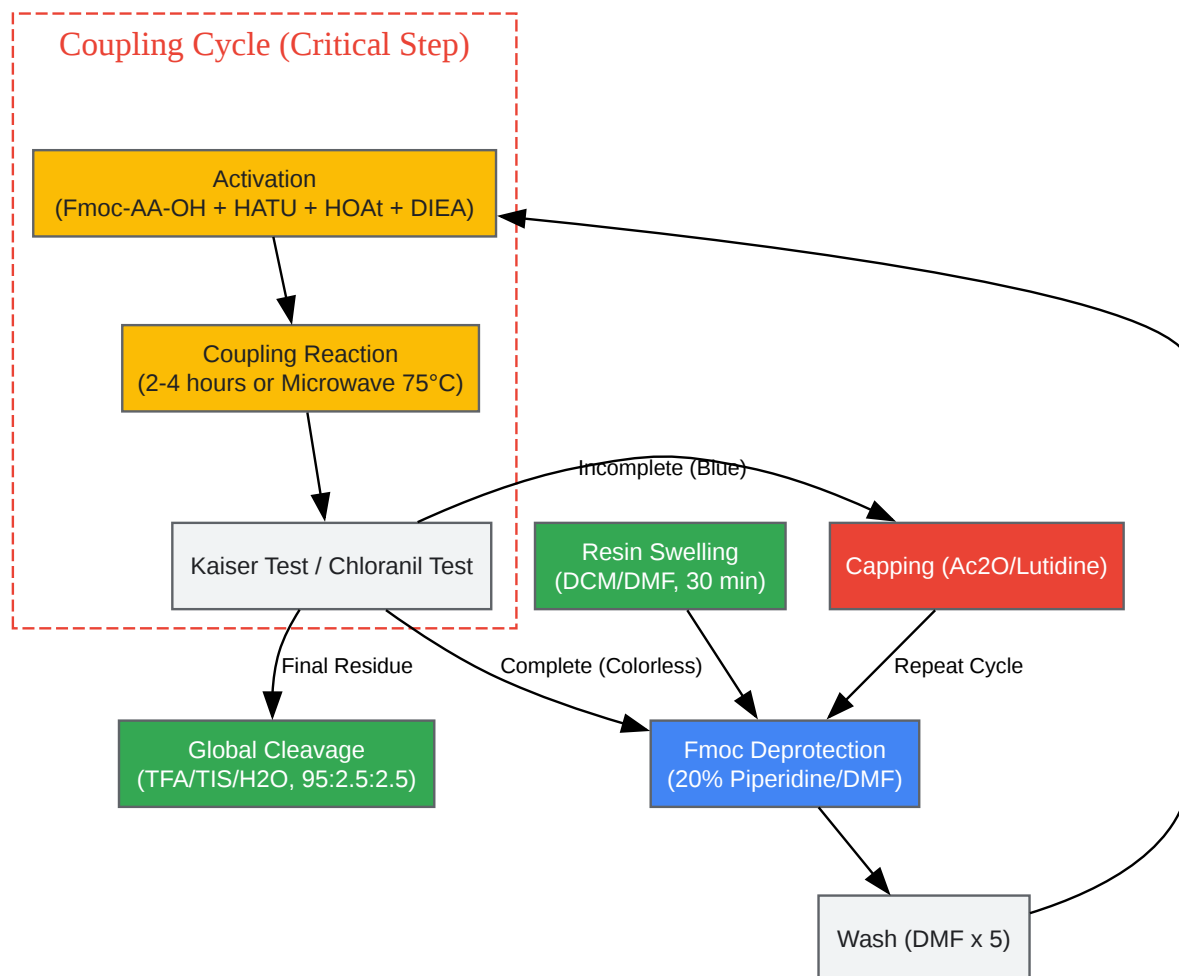 Coupling Cycle (Critical Step)
Activation
(Fmoc-AA-OH + HATU + HOAt + DIEA)
Coupling Reaction
(2-4 hours or Microwave 75°C)
Incomplete (Blue)
Kaiser Test / Chloranil Test
Resin Swelling
(DCM/DMF, 30 min)
Capping (Ac2O/Lutidine)
Final Residue
Complete (Colorless)
Repeat Cycle
Global Cleavage
(TFA/TIS/H2O, 95:2.5:2.5)
Fmoc Deprotection
(20% Piperidine/DMF)
Wash (DMF x 5)